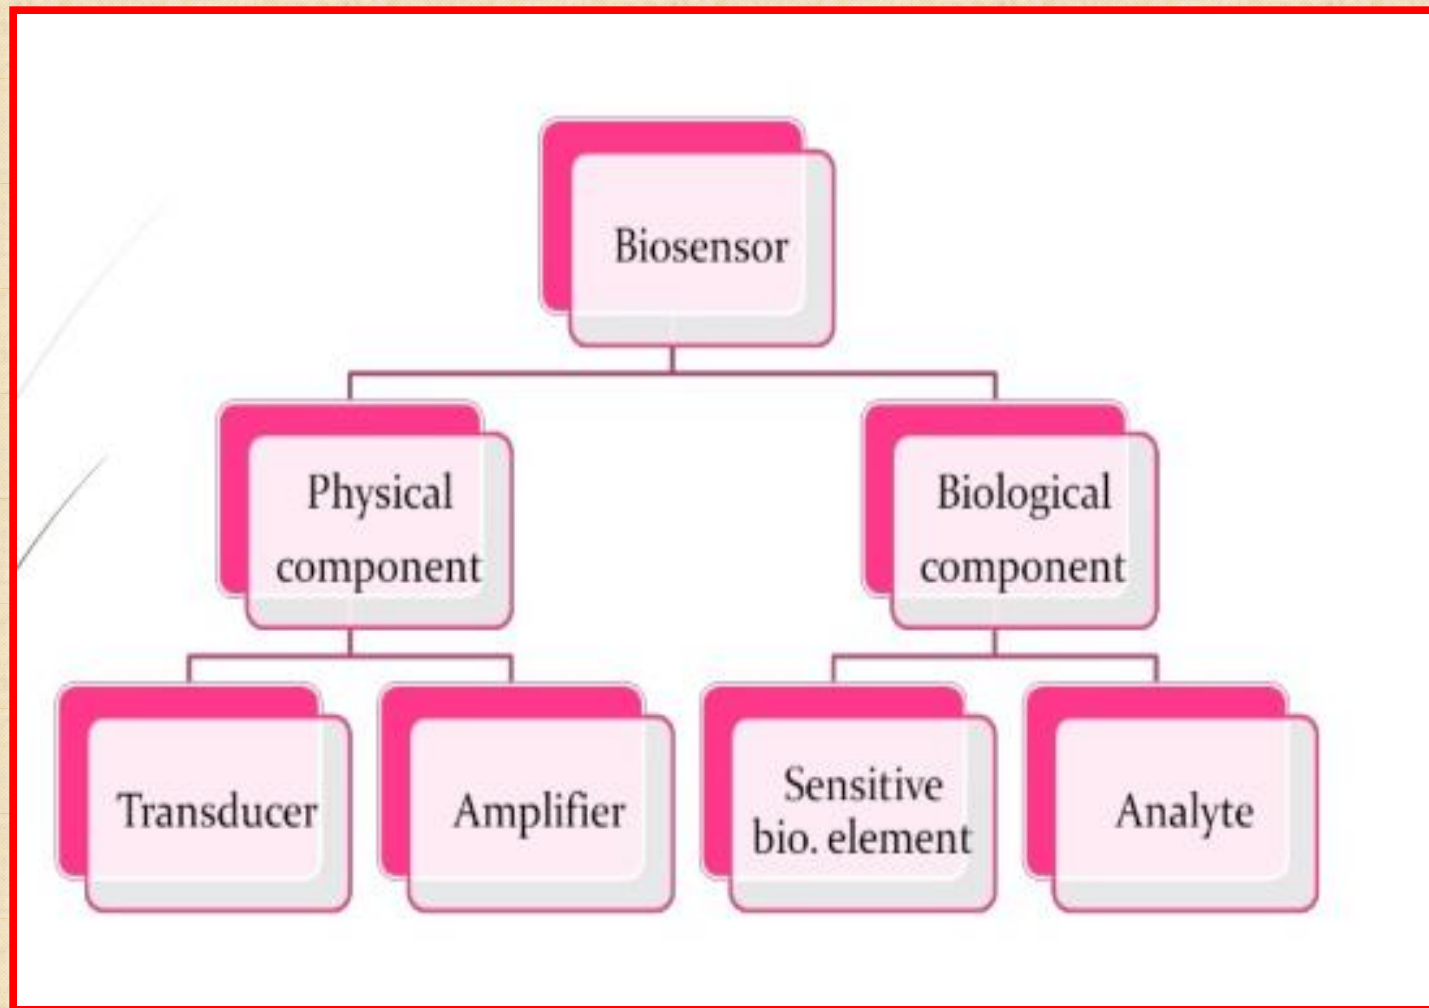 Biosensor
Physical
component
Biological
component
Transducer
Amplifier
Sensitive
bio. element
Analyte